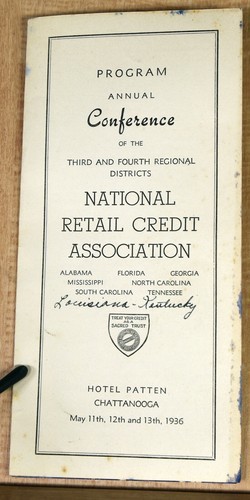 PROGRAM
ANNUAL
Conference
OF THE
THIRD AND FOURTH REGIONAL
DISTRICTS
NATIONAL
RETAIL CREDIT
ASSOCIATION
ALABAMA FLORIDA GEORGIA
MISSISSIPPI NORTH CAROLINA
SOUTH CAROLINA TENNESSEE
Louisiana - Kentucky
TREAT YOUR CREDIT
AS A
SACRED TRUST
HOTEL PATTEN
CHATTANOOGA
May 11th, 12th and 13th, 1936